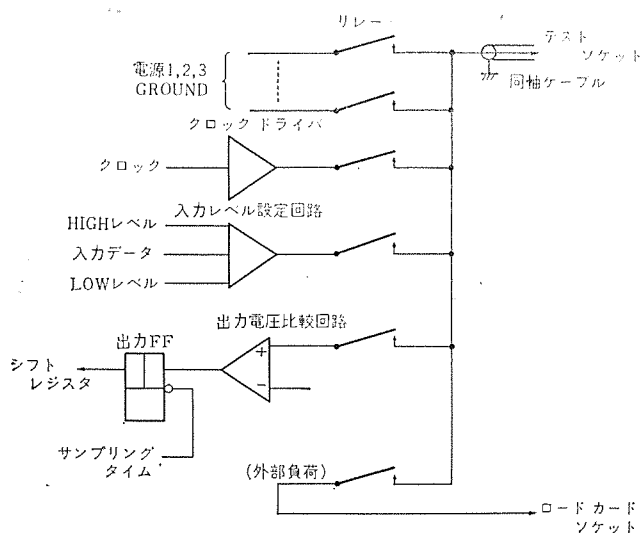 リレー
テスト
ソケット
同袖ケーブル
電源1,2,3
GROUND
クロックドライバ
クロック
入力レベル設定回路
HIGHレベル
入力データ
LOWレベル
出力電圧比較回路
出力FF
+
−
シフト
レジスタ
サンプリング
タイム
(外部負荷)
ロードカード
ソケット